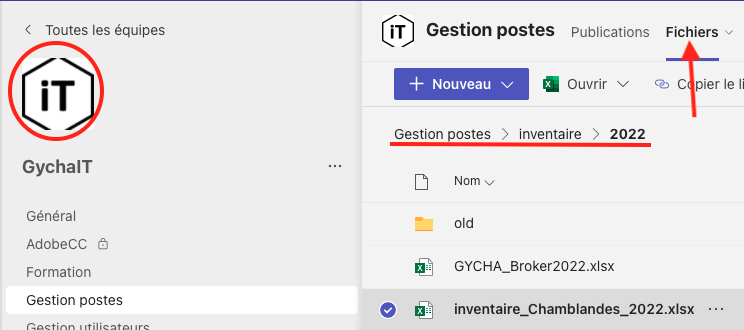 Toutes les équipes
iT
GychaIT
...
Général
AdobeCC
Formation
Gestion postes
Gestion utilisateurs
iT Gestion postes Publications Fichiers
+ Nouveau Ouvrir Copier le li
Gestion postes > inventaire > 2022
Nom
old
GYCHA_Broker2022.xlsx
inventaire_Chamblandes_2022.xlsx ...